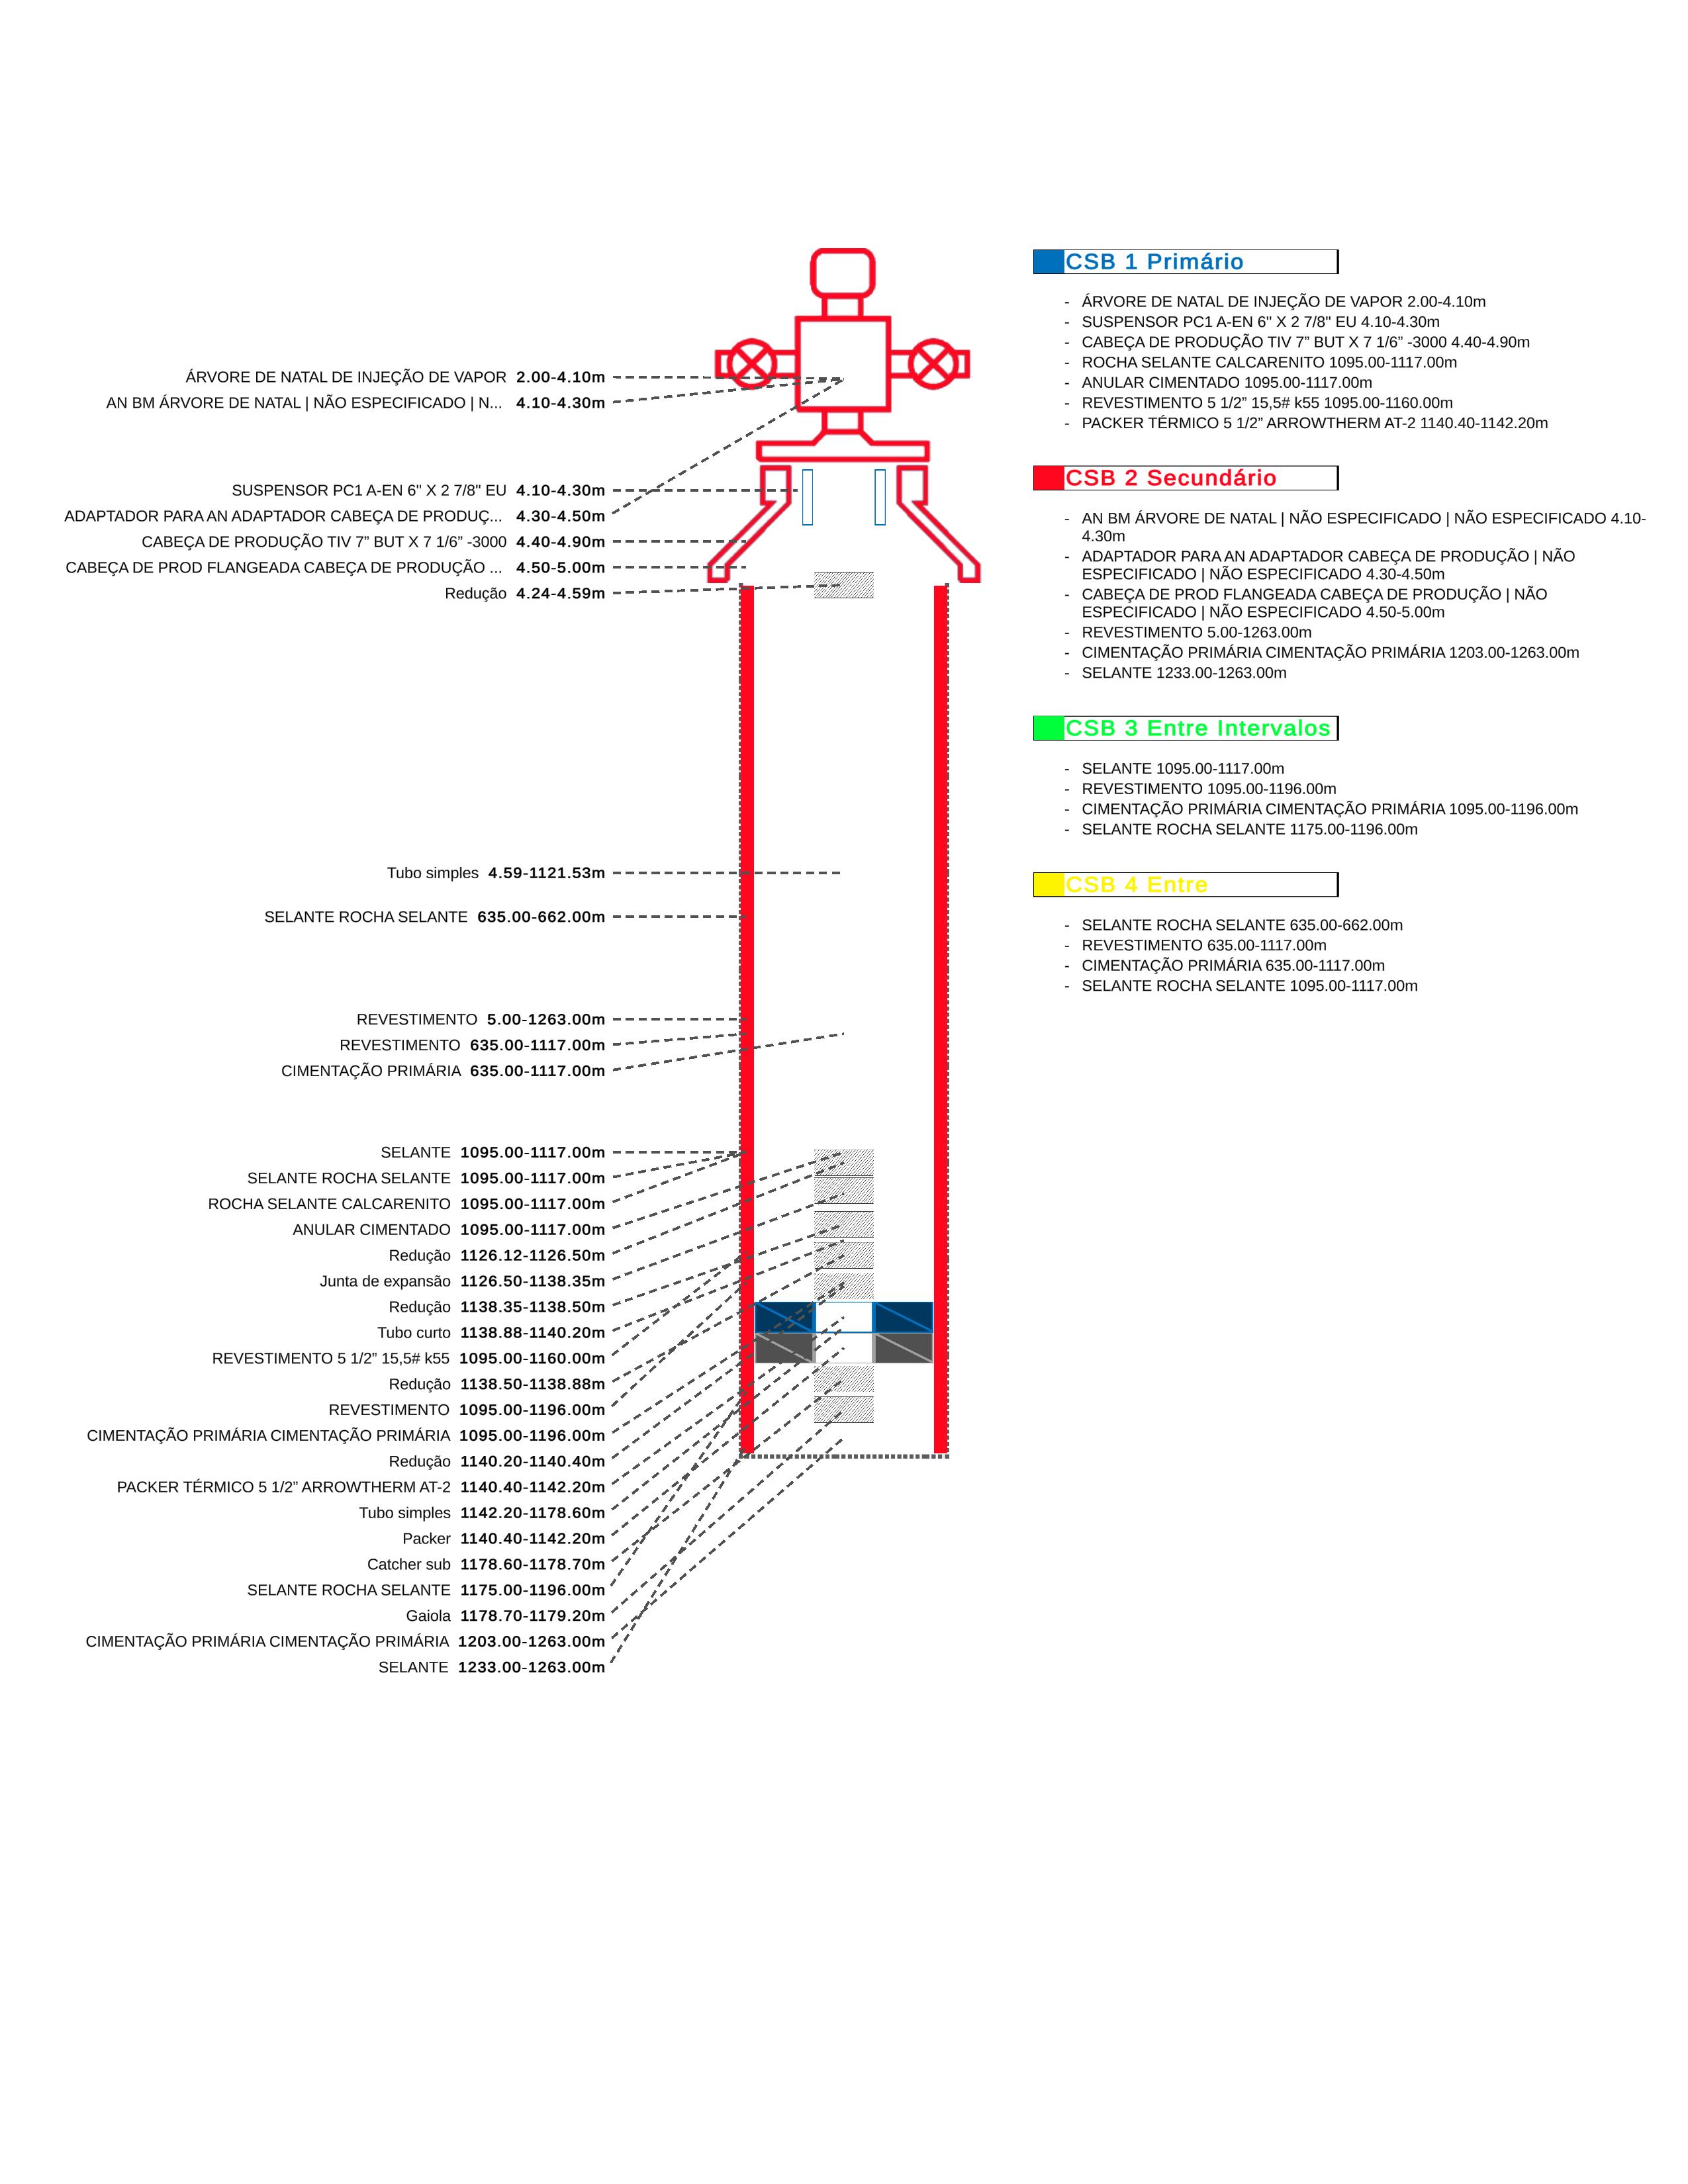 ÁRVORE DE NATAL DE INJEÇÃO DE VAPOR 2.00-4.10m
AN BM ÁRVORE DE NATAL | NÃO ESPECIFICADO | N... 4.10-4.30m
SUSPENSOR PC1 A-EN 6" X 2 7/8" EU 4.10-4.30m
ADAPTADOR PARA AN ADAPTADOR CABEÇA DE PRODUÇ... 4.30-4.50m
CABEÇA DE PRODUÇÃO TIV 7” BUT X 7 1/6” -3000 4.40-4.90m
CABEÇA DE PROD FLANGEADA CABEÇA DE PRODUÇÃO ... 4.50-5.00m
Redução 4.24-4.59m
Tubo simples 4.59-1121.53m
SELANTE ROCHA SELANTE 635.00-662.00m
REVESTIMENTO 5.00-1263.00m
REVESTIMENTO 635.00-1117.00m
CIMENTAÇÃO PRIMÁRIA 635.00-1117.00m
SELANTE 1095.00-1117.00m
SELANTE ROCHA SELANTE 1095.00-1117.00m
ROCHA SELANTE CALCARENITO 1095.00-1117.00m
ANULAR CIMENTADO 1095.00-1117.00m
Redução 1126.12-1126.50m
Junta de expansão 1126.50-1138.35m
Redução 1138.35-1138.50m
Tubo curto 1138.88-1140.20m
REVESTIMENTO 5 1/2” 15,5# k55 1095.00-1160.00m
Redução 1138.50-1138.88m
REVESTIMENTO 1095.00-1196.00m
CIMENTAÇÃO PRIMÁRIA CIMENTAÇÃO PRIMÁRIA 1095.00-1196.00m
Redução 1140.20-1140.40m
PACKER TÉRMICO 5 1/2” ARROWTHERM AT-2 1140.40-1142.20m
Tubo simples 1142.20-1178.60m
Packer 1140.40-1142.20m
Catcher sub 1178.60-1178.70m
SELANTE ROCHA SELANTE 1175.00-1196.00m
Gaiola 1178.70-1179.20m
CIMENTAÇÃO PRIMÁRIA CIMENTAÇÃO PRIMÁRIA 1203.00-1263.00m
SELANTE 1233.00-1263.00m
CSB 1 Primário
- ÁRVORE DE NATAL DE INJEÇÃO DE VAPOR 2.00-4.10m
- SUSPENSOR PC1 A-EN 6" X 2 7/8" EU 4.10-4.30m
- CABEÇA DE PRODUÇÃO TIV 7” BUT X 7 1/6” -3000 4.40-4.90m
- ROCHA SELANTE CALCARENITO 1095.00-1117.00m
- ANULAR CIMENTADO 1095.00-1117.00m
- REVESTIMENTO 5 1/2” 15,5# k55 1095.00-1160.00m
- PACKER TÉRMICO 5 1/2” ARROWTHERM AT-2 1140.40-1142.20m
CSB 2 Secundário
- AN BM ÁRVORE DE NATAL | NÃO ESPECIFICADO | NÃO ESPECIFICADO 4.10-
4.30m
- ADAPTADOR PARA AN ADAPTADOR CABEÇA DE PRODUÇÃO | NÃO
ESPECIFICADO | NÃO ESPECIFICADO 4.30-4.50m
- CABEÇA DE PROD FLANGEADA CABEÇA DE PRODUÇÃO | NÃO
ESPECIFICADO | NÃO ESPECIFICADO 4.50-5.00m
- REVESTIMENTO 5.00-1263.00m
- CIMENTAÇÃO PRIMÁRIA CIMENTAÇÃO PRIMÁRIA 1203.00-1263.00m
- SELANTE 1233.00-1263.00m
CSB 3 Entre Intervalos
- SELANTE 1095.00-1117.00m
- REVESTIMENTO 1095.00-1196.00m
- CIMENTAÇÃO PRIMÁRIA CIMENTAÇÃO PRIMÁRIA 1095.00-1196.00m
- SELANTE ROCHA SELANTE 1175.00-1196.00m
CSB 4 Entre
- SELANTE ROCHA SELANTE 635.00-662.00m
- REVESTIMENTO 635.00-1117.00m
- CIMENTAÇÃO PRIMÁRIA 635.00-1117.00m
- SELANTE ROCHA SELANTE 1095.00-1117.00m